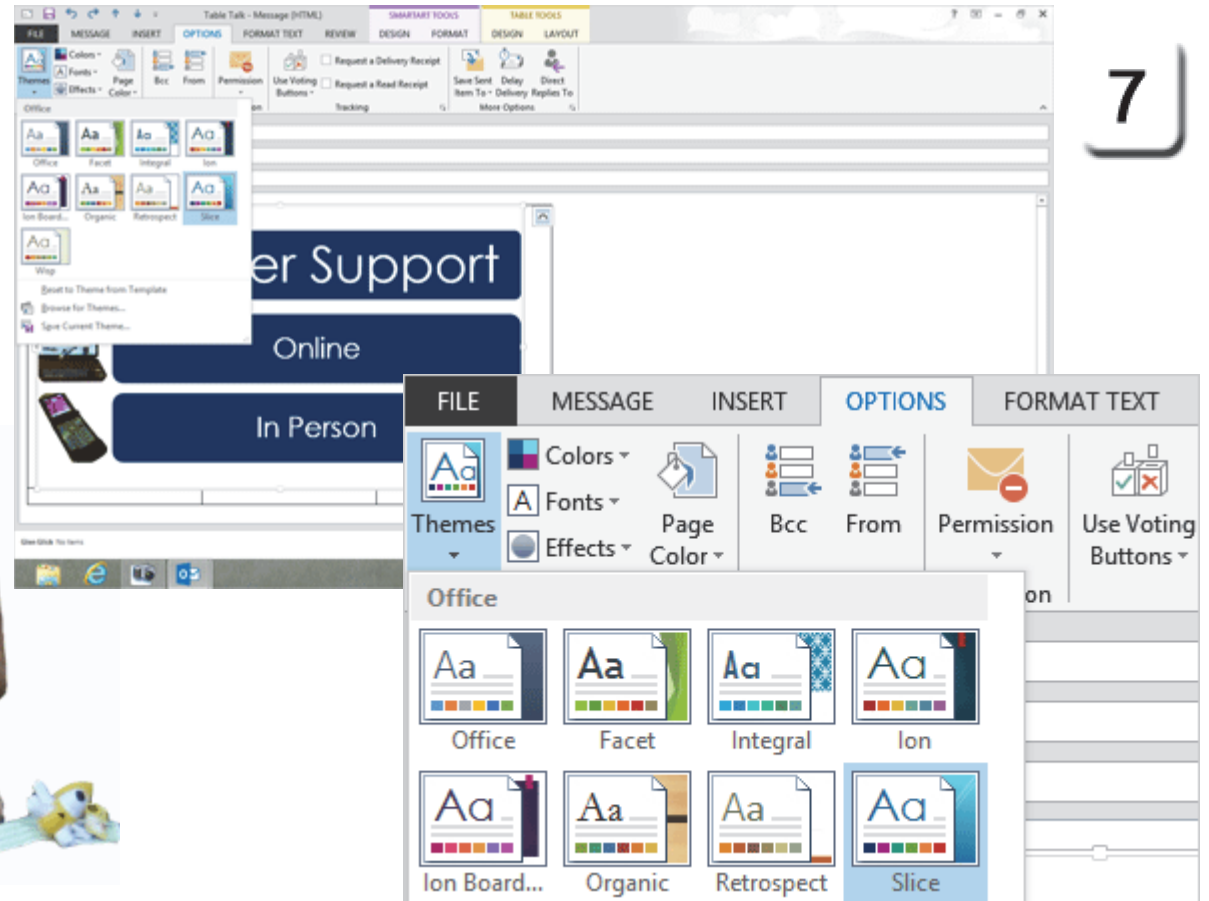 Table Talk - Message (HTML)
SMARTART TOOLS
TABLE TOOLS
FILE MESSAGE INSERT OPTIONS FORMAT TEXT REVIEW DESIGN FORMAT DESIGN LAYOUT
Themes
Colors
Fonts
Effects
Page Color
Bcc
From
Permission
Use Voting Buttons
Request a Delivery Receipt
Request a Read Receipt
Save Sent Item To
Delay Delivery
Direct Replies To
on
Tracking
More Options
7
Office
Office Facet Integral Ion
Ion Board... Organic Retrospect Slice
Wisp
Reset to Theme from Template
Browse for Themes...
Save Current Theme...
er Support
Online
In Person
No Items
FILE MESSAGE INSERT OPTIONS FORMAT TEXT
Themes
Colors
Fonts
Effects
Page
Color
Bcc
From
Permission
Use Voting
Buttons
on
Office
Aa Aa Aa Aa
Office Facet Integral Ion
Aa Aa Aa Aa
Ion Board... Organic Retrospect Slice